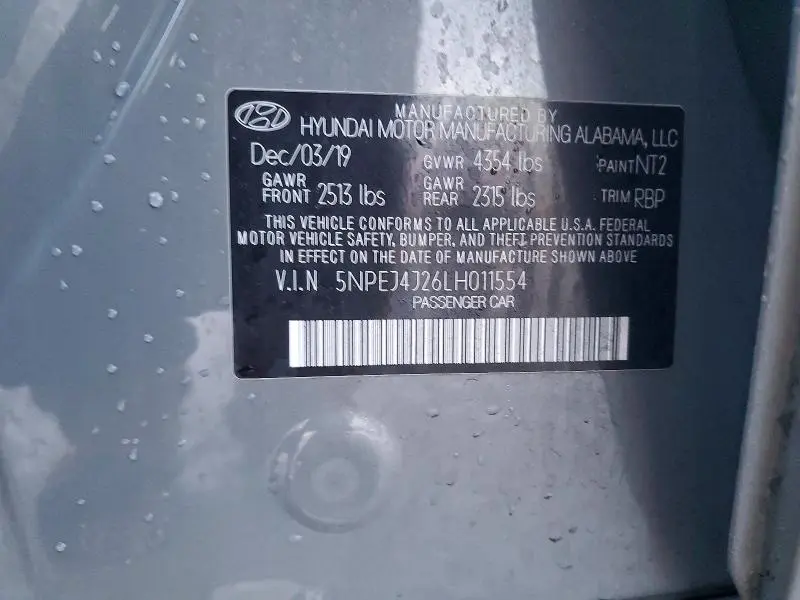 MANUFACTURED BY
HYUNDAI MOTOR MANUFACTURING ALABAMA, LLC
Dec/03/19 GVWR 4354 lbs PAINT NT2
GAWR FRONT 2513 lbs GAWR REAR 2315 lbs TRIM RBP
THIS VEHICLE CONFORMS TO ALL APPLICABLE U.S.A. FEDERAL
MOTOR VEHICLE SAFETY, BUMPER, AND THEFT PREVENTION STANDARDS
IN EFFECT ON THE DATE OF MANUFACTURE SHOWN ABOVE
V.I.N 5NPEJ4J26LH011554
PASSENGER CAR